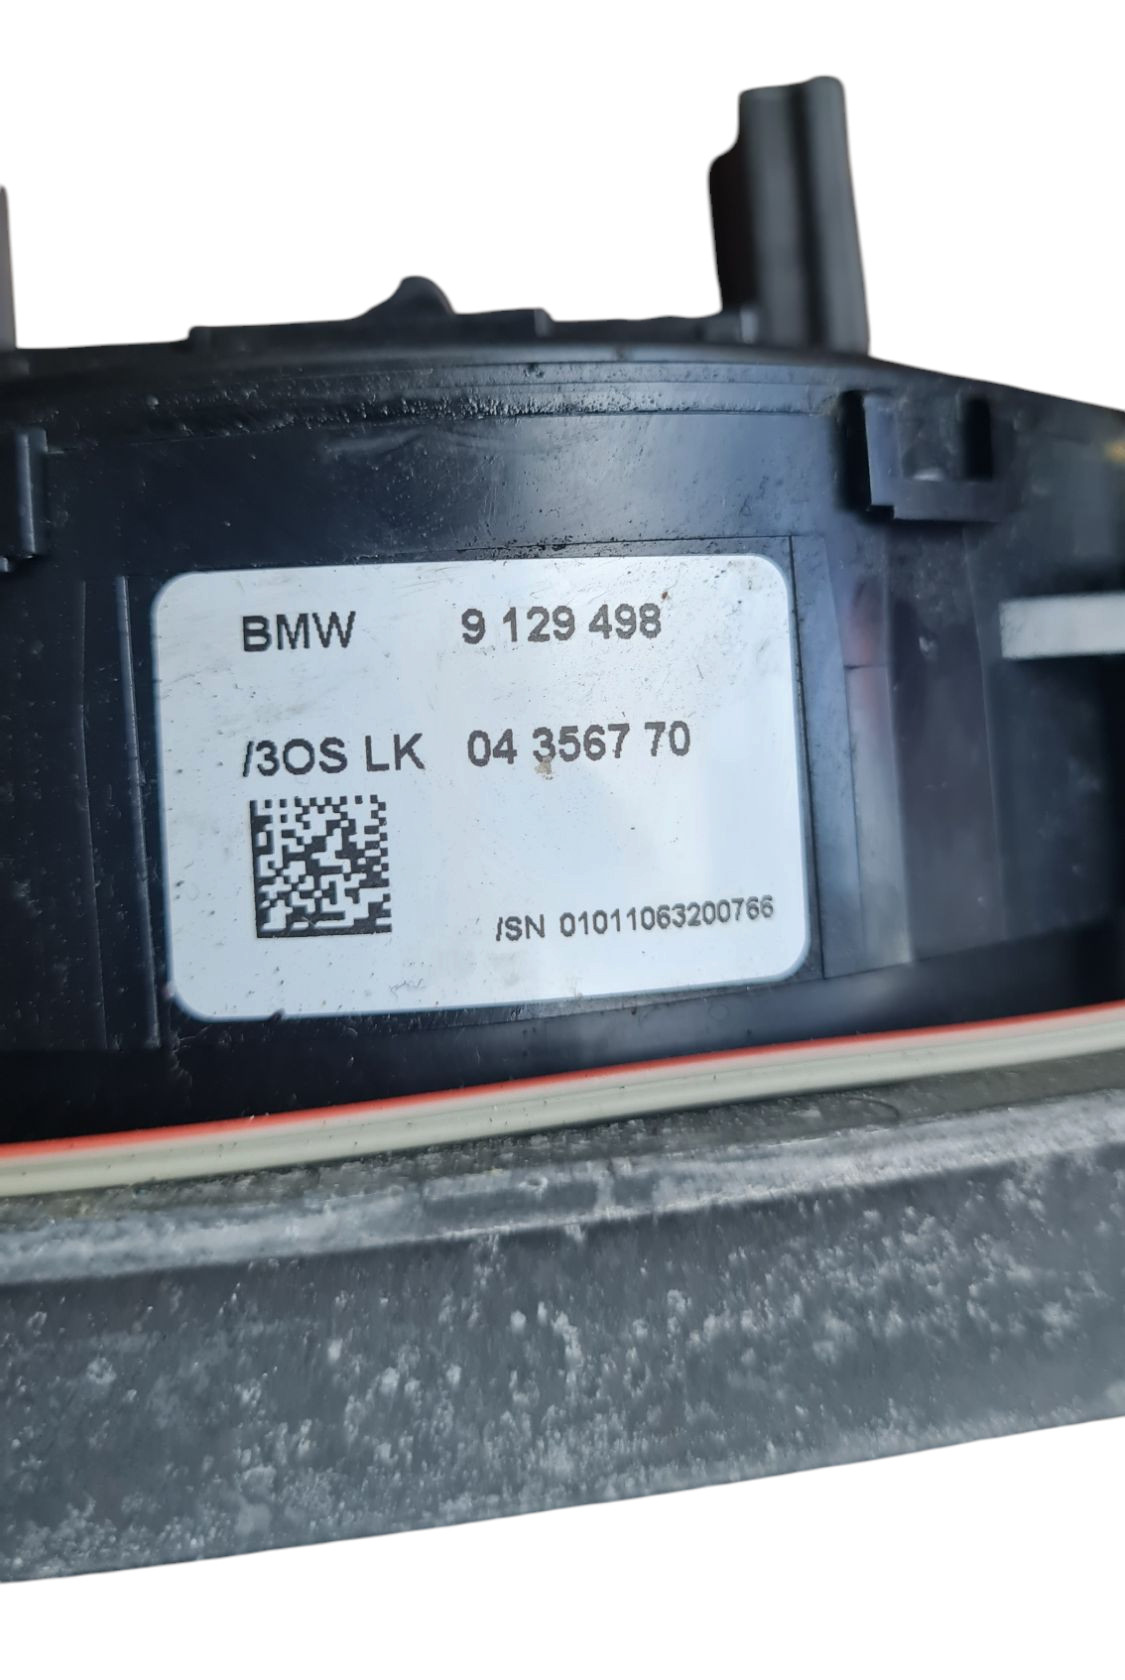 BMW 9 129 498
/3OS LK 04 3567 70
/SN 01011063200766